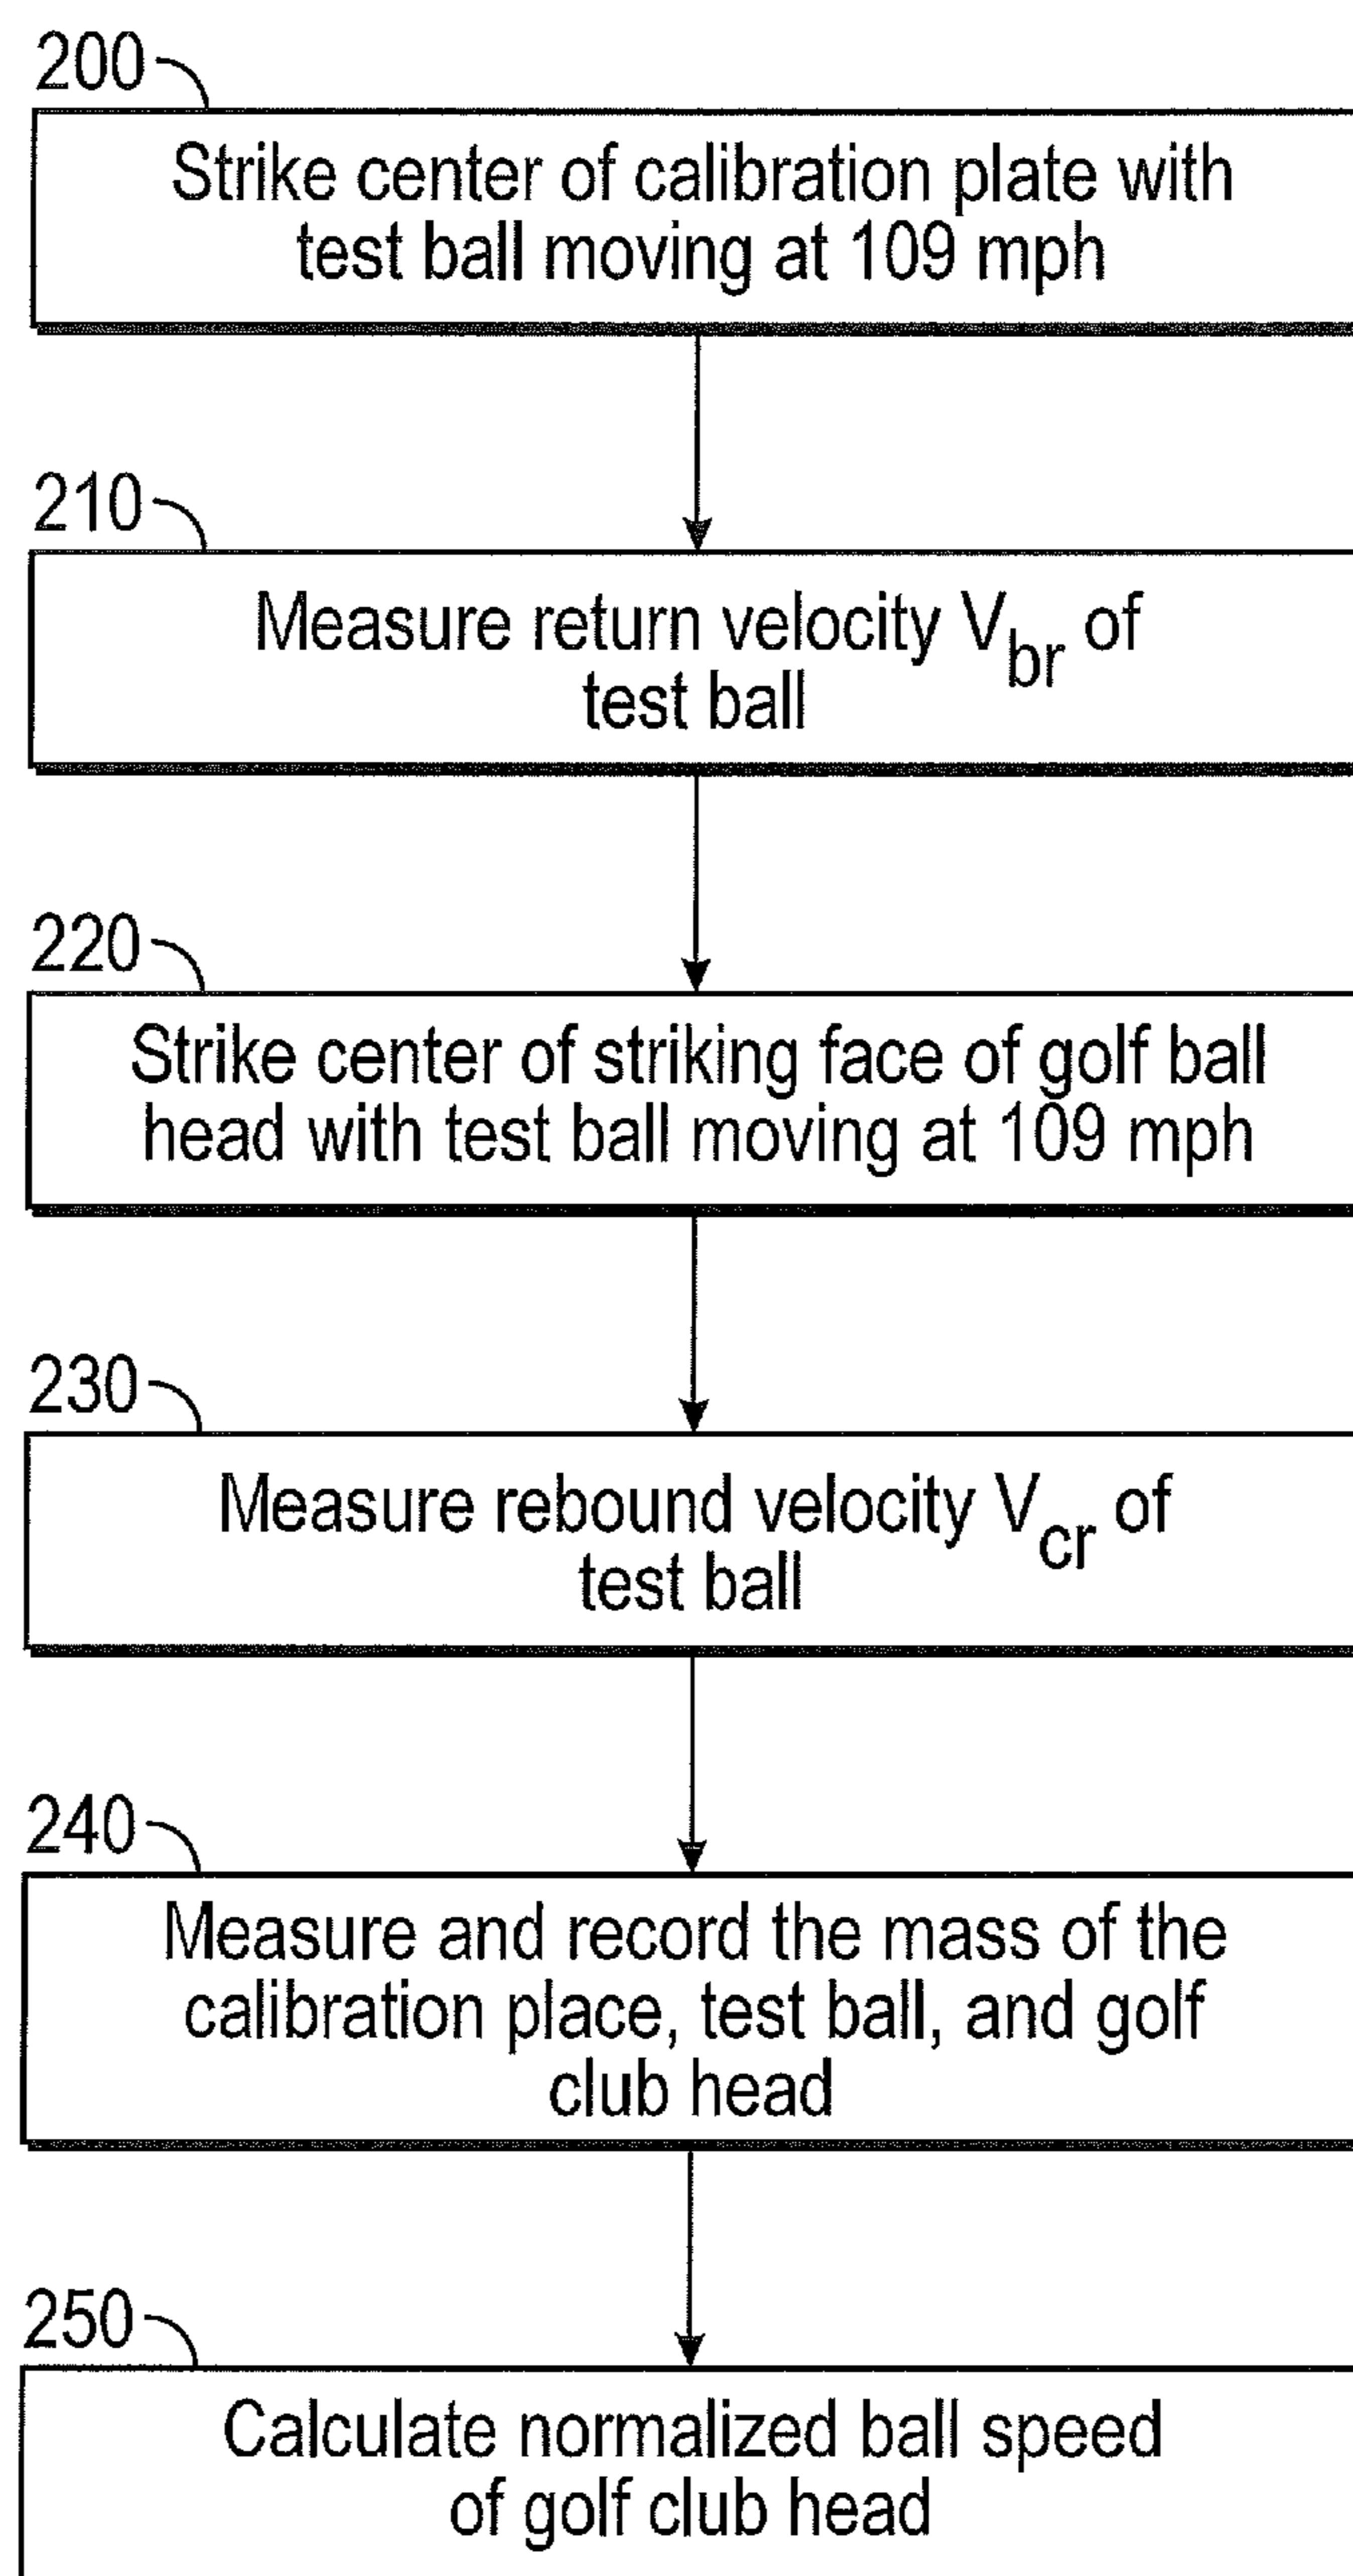 200
Strike center of calibration plate with
test ball moving at 109 mph
210
Measure return velocity Vbr of
test ball
220
Strike center of striking face of golf ball
head with test ball moving at 109 mph
230
Measure rebound velocity Vcr of
test ball
240
Measure and record the mass of the
calibration place, test ball, and golf
club head
250
Calculate normalized ball speed
of golf club head